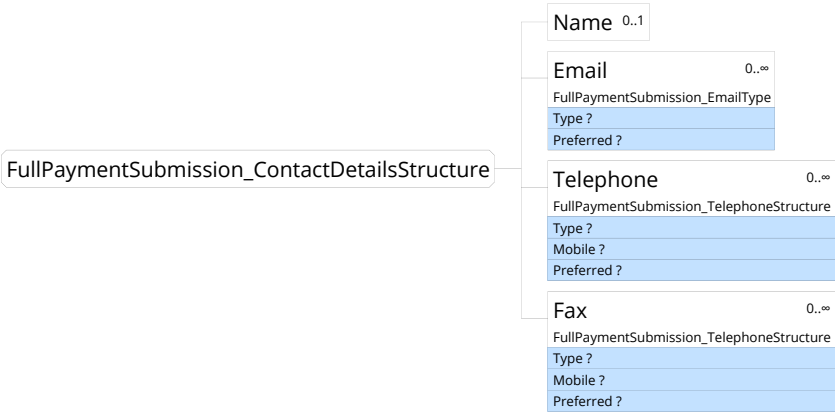 Name 0..1
Email 0..∞
FullPaymentSubmission_EmailType
Type ?
Preferred ?
FullPaymentSubmission_ContactDetailsStructure
Telephone 0..∞
FullPaymentSubmission_TelephoneStructure
Type ?
Mobile ?
Preferred ?
Fax 0..∞
FullPaymentSubmission_TelephoneStructure
Type ?
Mobile ?
Preferred ?